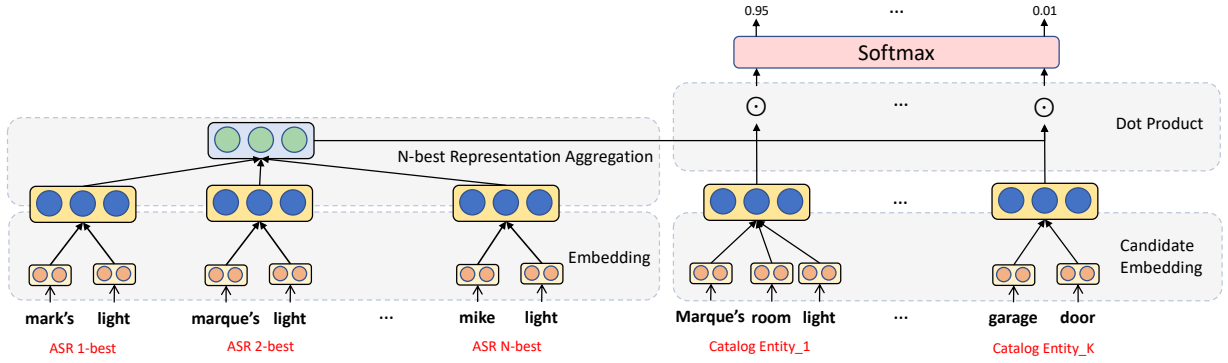 0.95 ... 0.01
Softmax
...
Dot Product
N-best Representation Aggregation
...
Embedding
Candidate
Embedding
mark's light marque's light ... mike light Marque's room light ... garage door
ASR 1-best ASR 2-best ASR N-best Catalog Entity_1 Catalog Entity_K